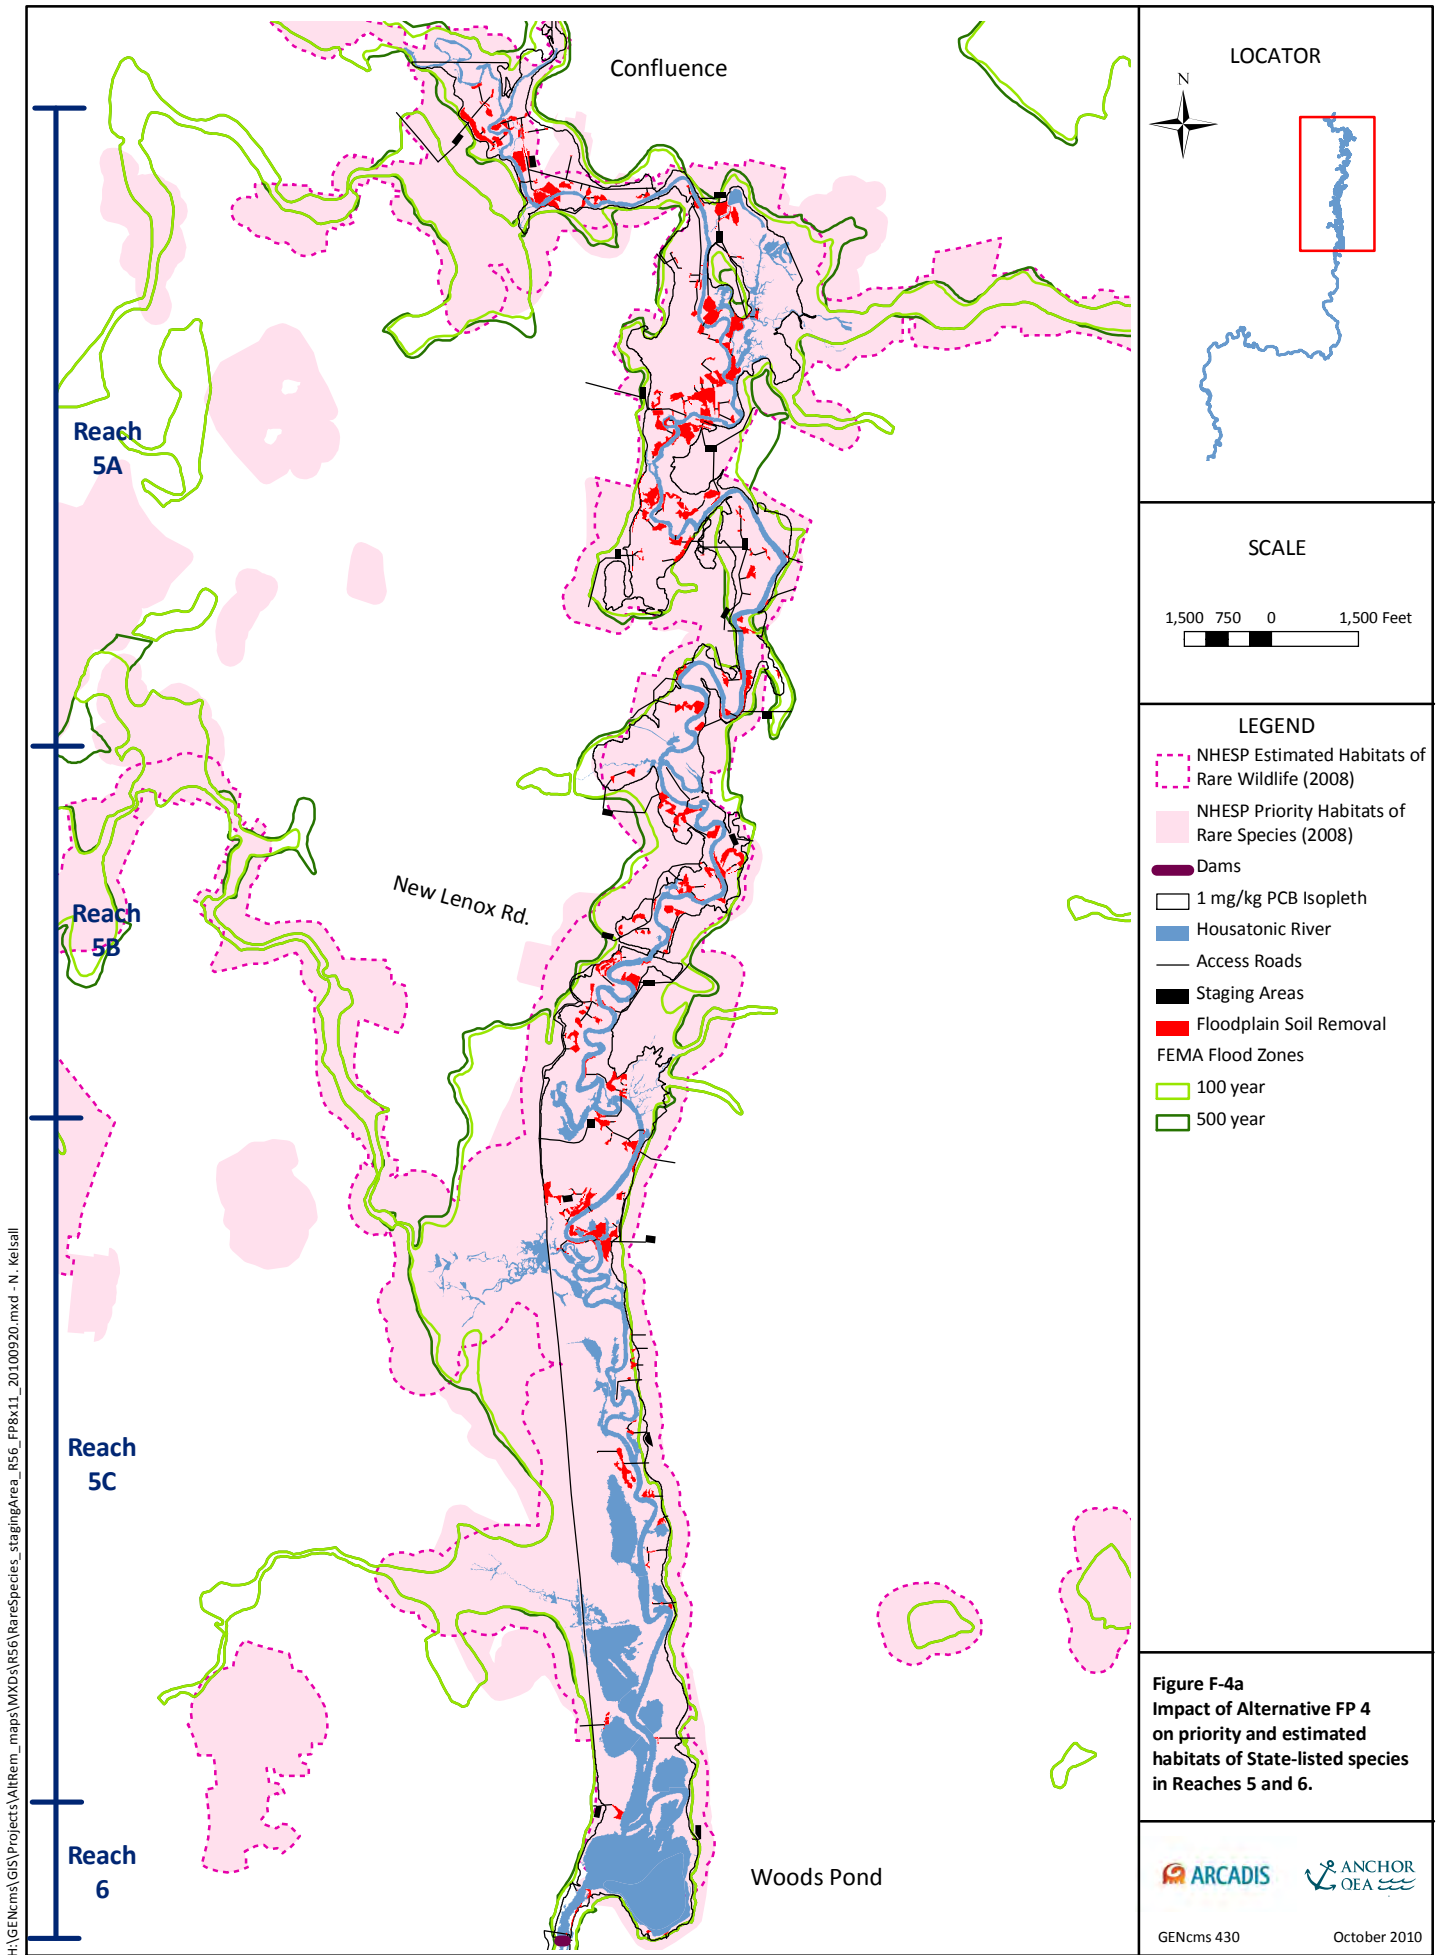 Confluence
Reach
5A
New Lenox Rd.
Reach
5B
Reach
5C
Reach
6
Woods Pond
H:\GENcms\GIS\Projects\AltRem_maps\MXDs\R56\RareSpecies_stagingArea_R56_FP8x11_20100920.mxd - N. Kelsall
LOCATOR
N
SCALE
1,500 750 0 1,500 Feet
LEGEND
NHESP Estimated Habitats of
Rare Wildlife (2008)
NHESP Priority Habitats of
Rare Species (2008)
Dams
1 mg/kg PCB Isopleth
Housatonic River
Access Roads
Staging Areas
Floodplain Soil Removal
FEMA Flood Zones
100 year
500 year
Figure F-4a
Impact of Alternative FP 4
on priority and estimated
habitats of State-listed species
in Reaches 5 and 6.
ARCADIS
ANCHOR
QEA
GENcms 430
October 2010